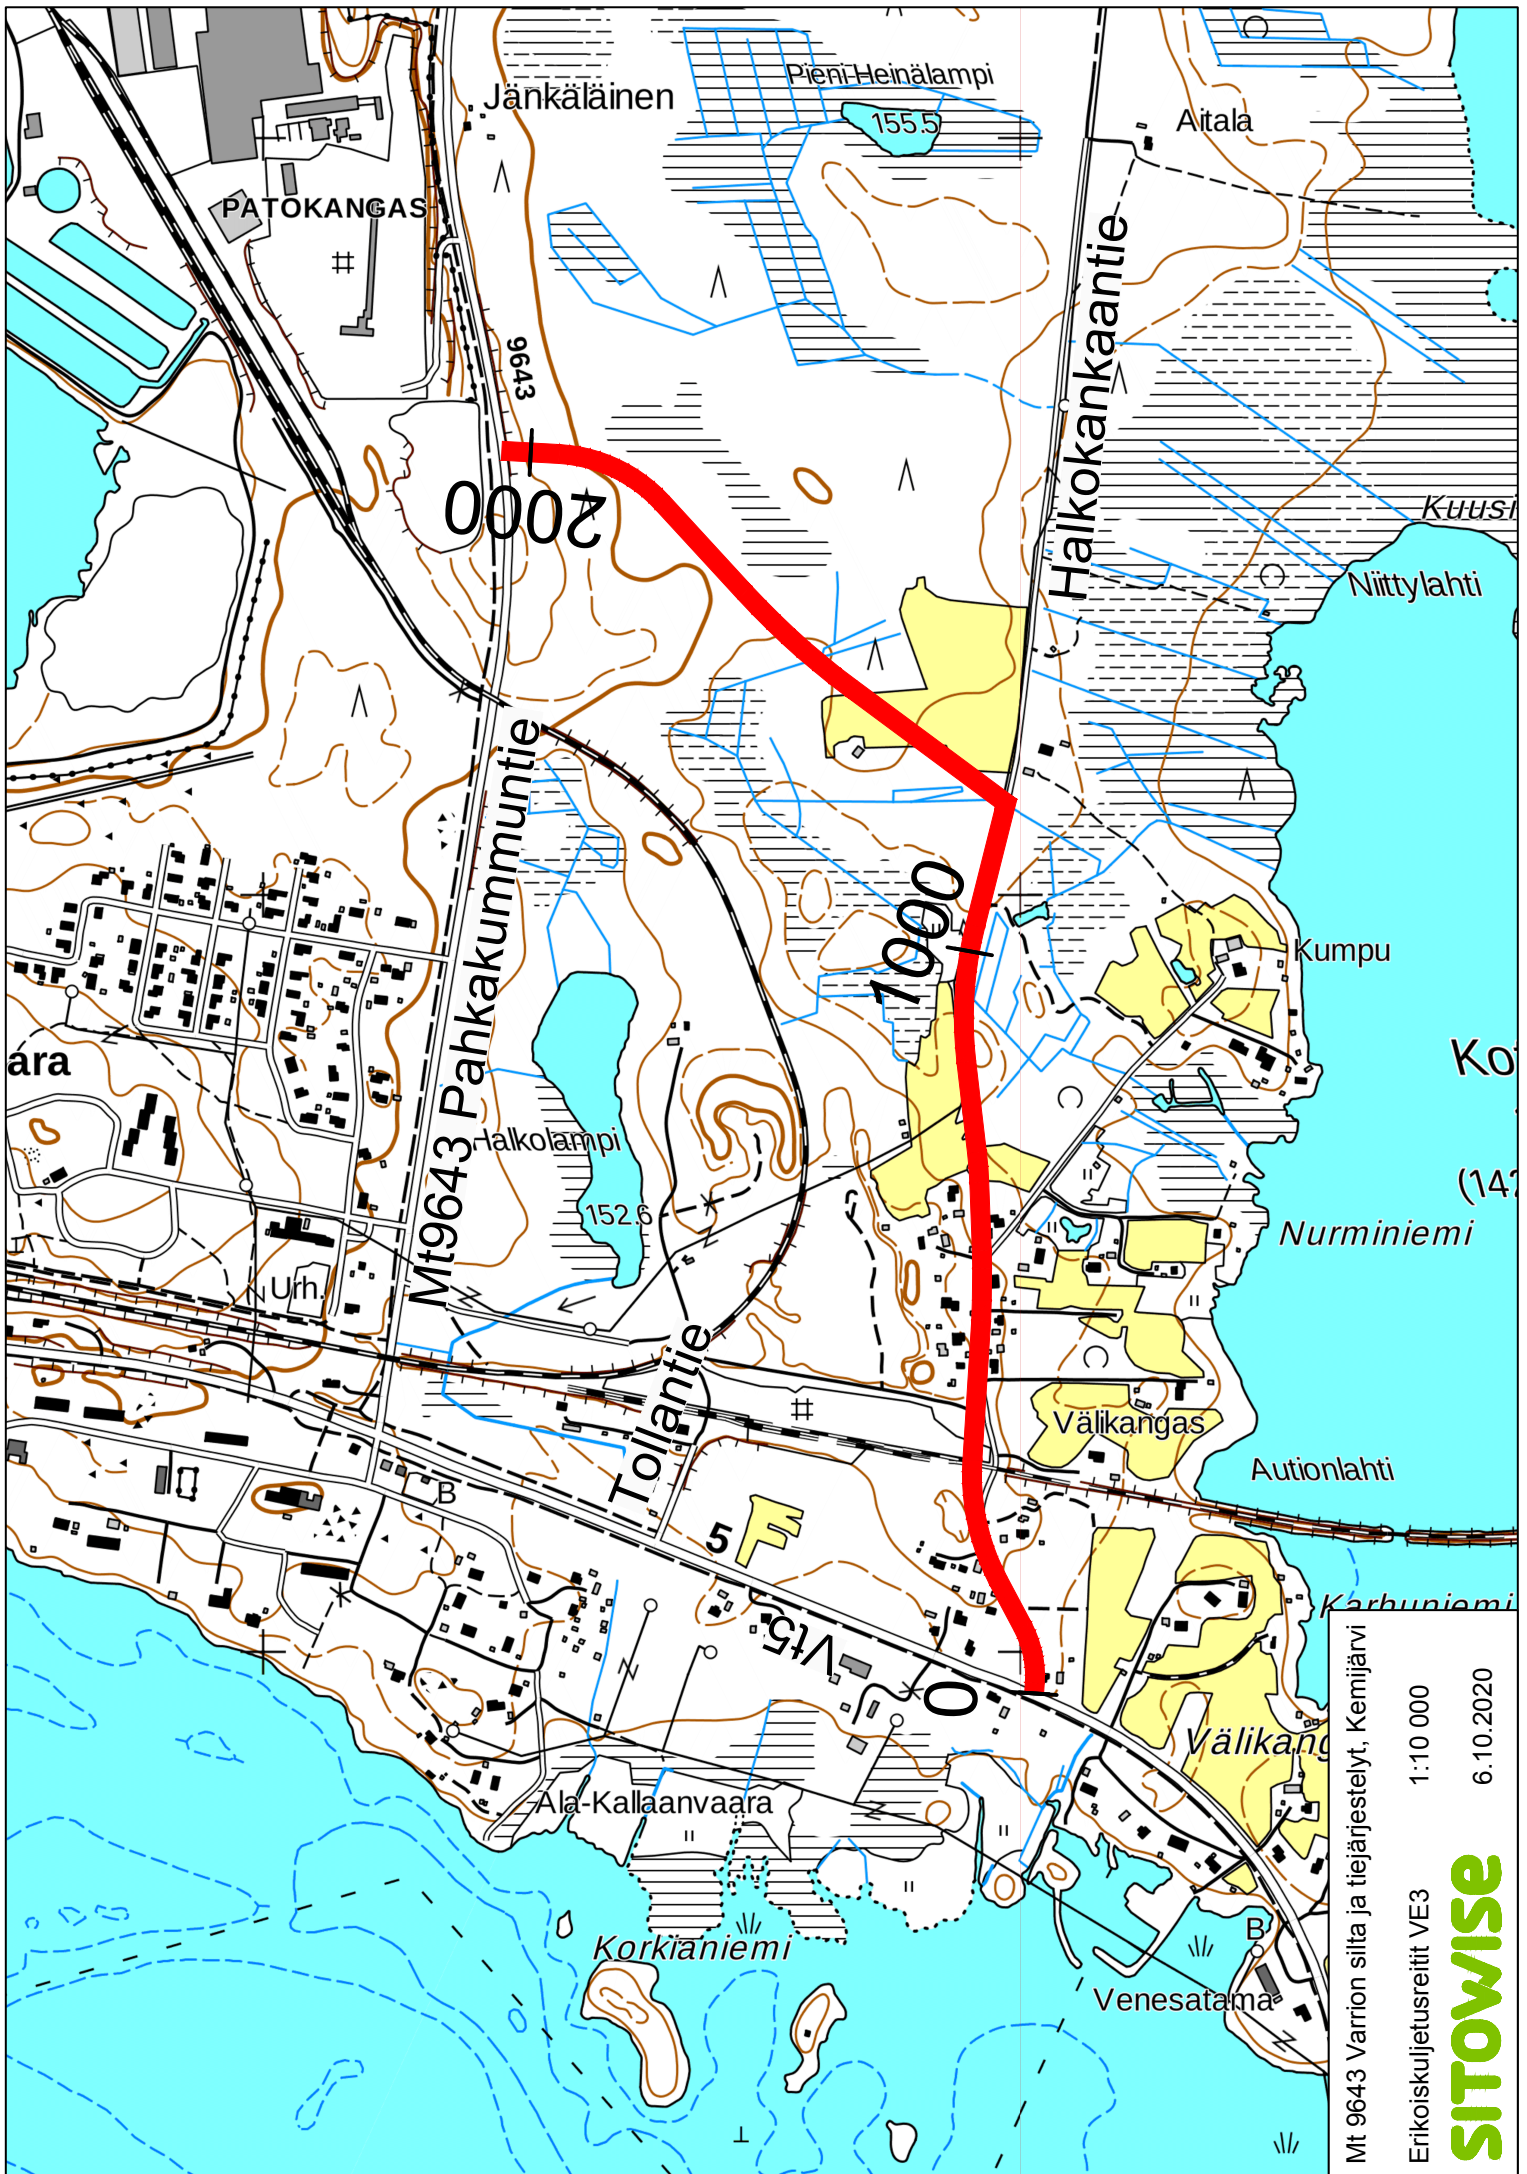 Jänkäläinen
Pieni-Heinälampi
155.5
Aitala
PATOKANGAS
Halkokankaantie
9643
2000
Kuusi
Niittylahti
Mt9643 Pahkakummuntie
1000
Kumpu
ara
Ko
Halkolampi
152.6
(142
Nurminiemi
Urh.
Tollantie
Välikangas
Autionlahti
B
5
Karhuniemi
Vt5
0
Välikang
Ala-Kallaanvaara
Korkianiemi
B
Venesatama
Mt 9643 Varrion silta ja tiejärjestelyt, Kemijärvi
Erikoiskuljetusreitit VE3 1:10 000
6.10.2020
SITOWISE